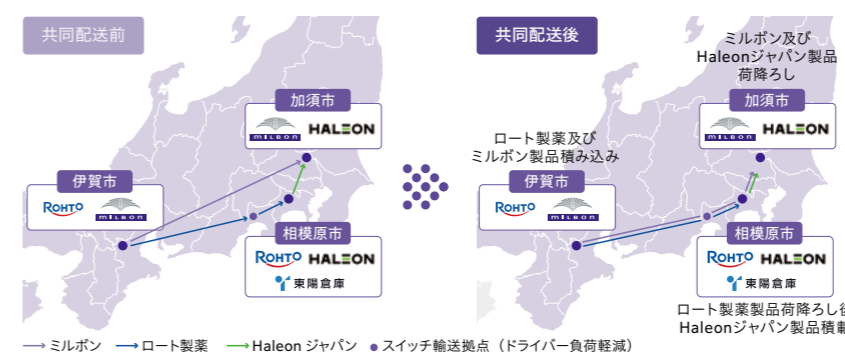 共同配送前
加須市
milbon HALEON
伊賀市
ROHTO milbon
相模原市
ROHTO HALEON
東陽倉庫
共同配送後
ミルボン及び
Haleonジャパン製品
荷降ろし
加須市
milbon HALEON
ロート製薬及び
ミルボン製品積み込み
伊賀市
ROHTO milbon
相模原市
ROHTO HALEON
東陽倉庫
ロート製薬製品荷降ろし後
Haleonジャパン製品積載
ミルボン ロート製薬 Haleon ジャパン スイッチ輸送拠点（ドライバー負荷軽減）